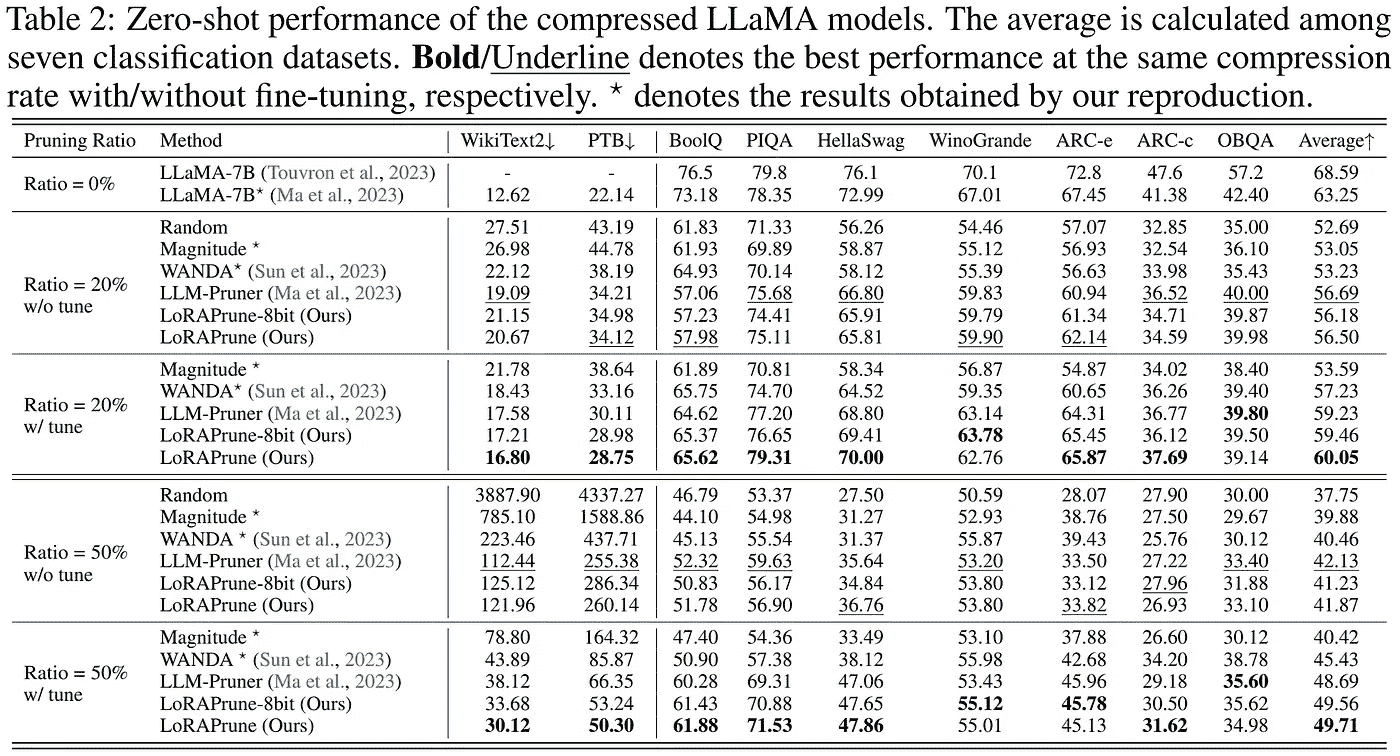 Table 2: Zero-shot performance of the compressed LLaMA models. The average is calculated among
seven classification datasets. Bold/Underline denotes the best performance at the same compression
rate with/without fine-tuning, respectively. * denotes the results obtained by our reproduction.
Pruning Ratio Method WikiText2↓ PTB↓ BoolQ PIQA HellaSwag WinoGrande ARC-e ARC-c OBQA Average↑
Ratio = 0%
LLaMA-7B (Touvron et al., 2023) - - 76.5 79.8 76.1 70.1 72.8 47.6 57.2 68.59
LLaMA-7B* (Ma et al., 2023) 12.62 22.14 73.18 78.35 72.99 67.01 67.45 41.38 42.40 63.25
Ratio = 20%
w/o tune
Random 27.51 43.19 61.83 71.33 56.26 54.46 57.07 32.85 35.00 52.69
Magnitude * 26.98 44.78 61.93 69.89 58.87 55.12 56.93 32.54 36.10 53.05
WANDA* (Sun et al., 2023) 22.12 38.19 64.93 70.14 58.12 55.39 56.63 33.98 35.43 53.23
LLM-Pruner (Ma et al., 2023) 19.09 34.21 57.06 75.68 66.80 59.83 60.94 36.52 40.00 56.69
LoRAPrune-8bit (Ours) 21.15 34.98 57.23 74.41 65.91 59.79 61.34 34.71 39.87 56.18
LoRAPrune (Ours) 20.67 34.12 57.98 75.11 65.81 59.90 62.14 34.59 39.98 56.50
Ratio = 20%
w/ tune
Magnitude * 21.78 38.64 61.89 70.81 58.34 56.87 54.87 34.02 38.40 53.59
WANDA* (Sun et al., 2023) 18.43 33.16 65.75 74.70 64.52 59.35 60.65 36.26 39.40 57.23
LLM-Pruner (Ma et al., 2023) 17.58 30.11 64.62 77.20 68.80 63.14 64.31 36.77 39.80 59.23
LoRAPrune-8bit (Ours) 17.21 28.98 65.37 76.65 69.41 63.78 65.45 36.12 39.50 59.46
LoRAPrune (Ours) 16.80 28.75 65.62 79.31 70.00 62.76 65.87 37.69 39.14 60.05
Ratio = 50%
w/o tune
Random 3887.90 4337.27 46.79 53.37 27.50 50.59 28.07 27.90 30.00 37.75
Magnitude * 785.10 1588.86 44.10 54.98 31.27 52.93 38.76 27.50 29.67 39.88
WANDA * (Sun et al., 2023) 223.46 437.71 45.13 55.54 31.37 55.87 39.43 25.76 30.12 40.46
LLM-Pruner (Ma et al., 2023) 112.44 255.38 52.32 59.63 35.64 53.20 33.50 27.22 33.40 42.13
LoRAPrune-8bit (Ours) 125.12 286.34 50.83 56.17 34.84 53.80 33.12 27.96 31.88 41.23
LoRAPrune (Ours) 121.96 260.14 51.78 56.90 36.76 53.80 33.82 26.93 33.10 41.87
Ratio = 50%
w/ tune
Magnitude * 78.80 164.32 47.40 54.36 33.49 53.10 37.88 26.60 30.12 40.42
WANDA * (Sun et al., 2023) 43.89 85.87 50.90 57.38 38.12 55.98 42.68 34.20 38.78 45.43
LLM-Pruner (Ma et al., 2023) 38.12 66.35 60.28 69.31 47.06 53.43 45.96 29.18 35.60 48.69
LoRAPrune-8bit (Ours) 33.68 53.24 61.43 70.88 47.65 55.12 45.78 30.50 35.62 49.56
LoRAPrune (Ours) 30.12 50.30 61.88 71.53 47.86 55.01 45.13 31.62 34.98 49.71